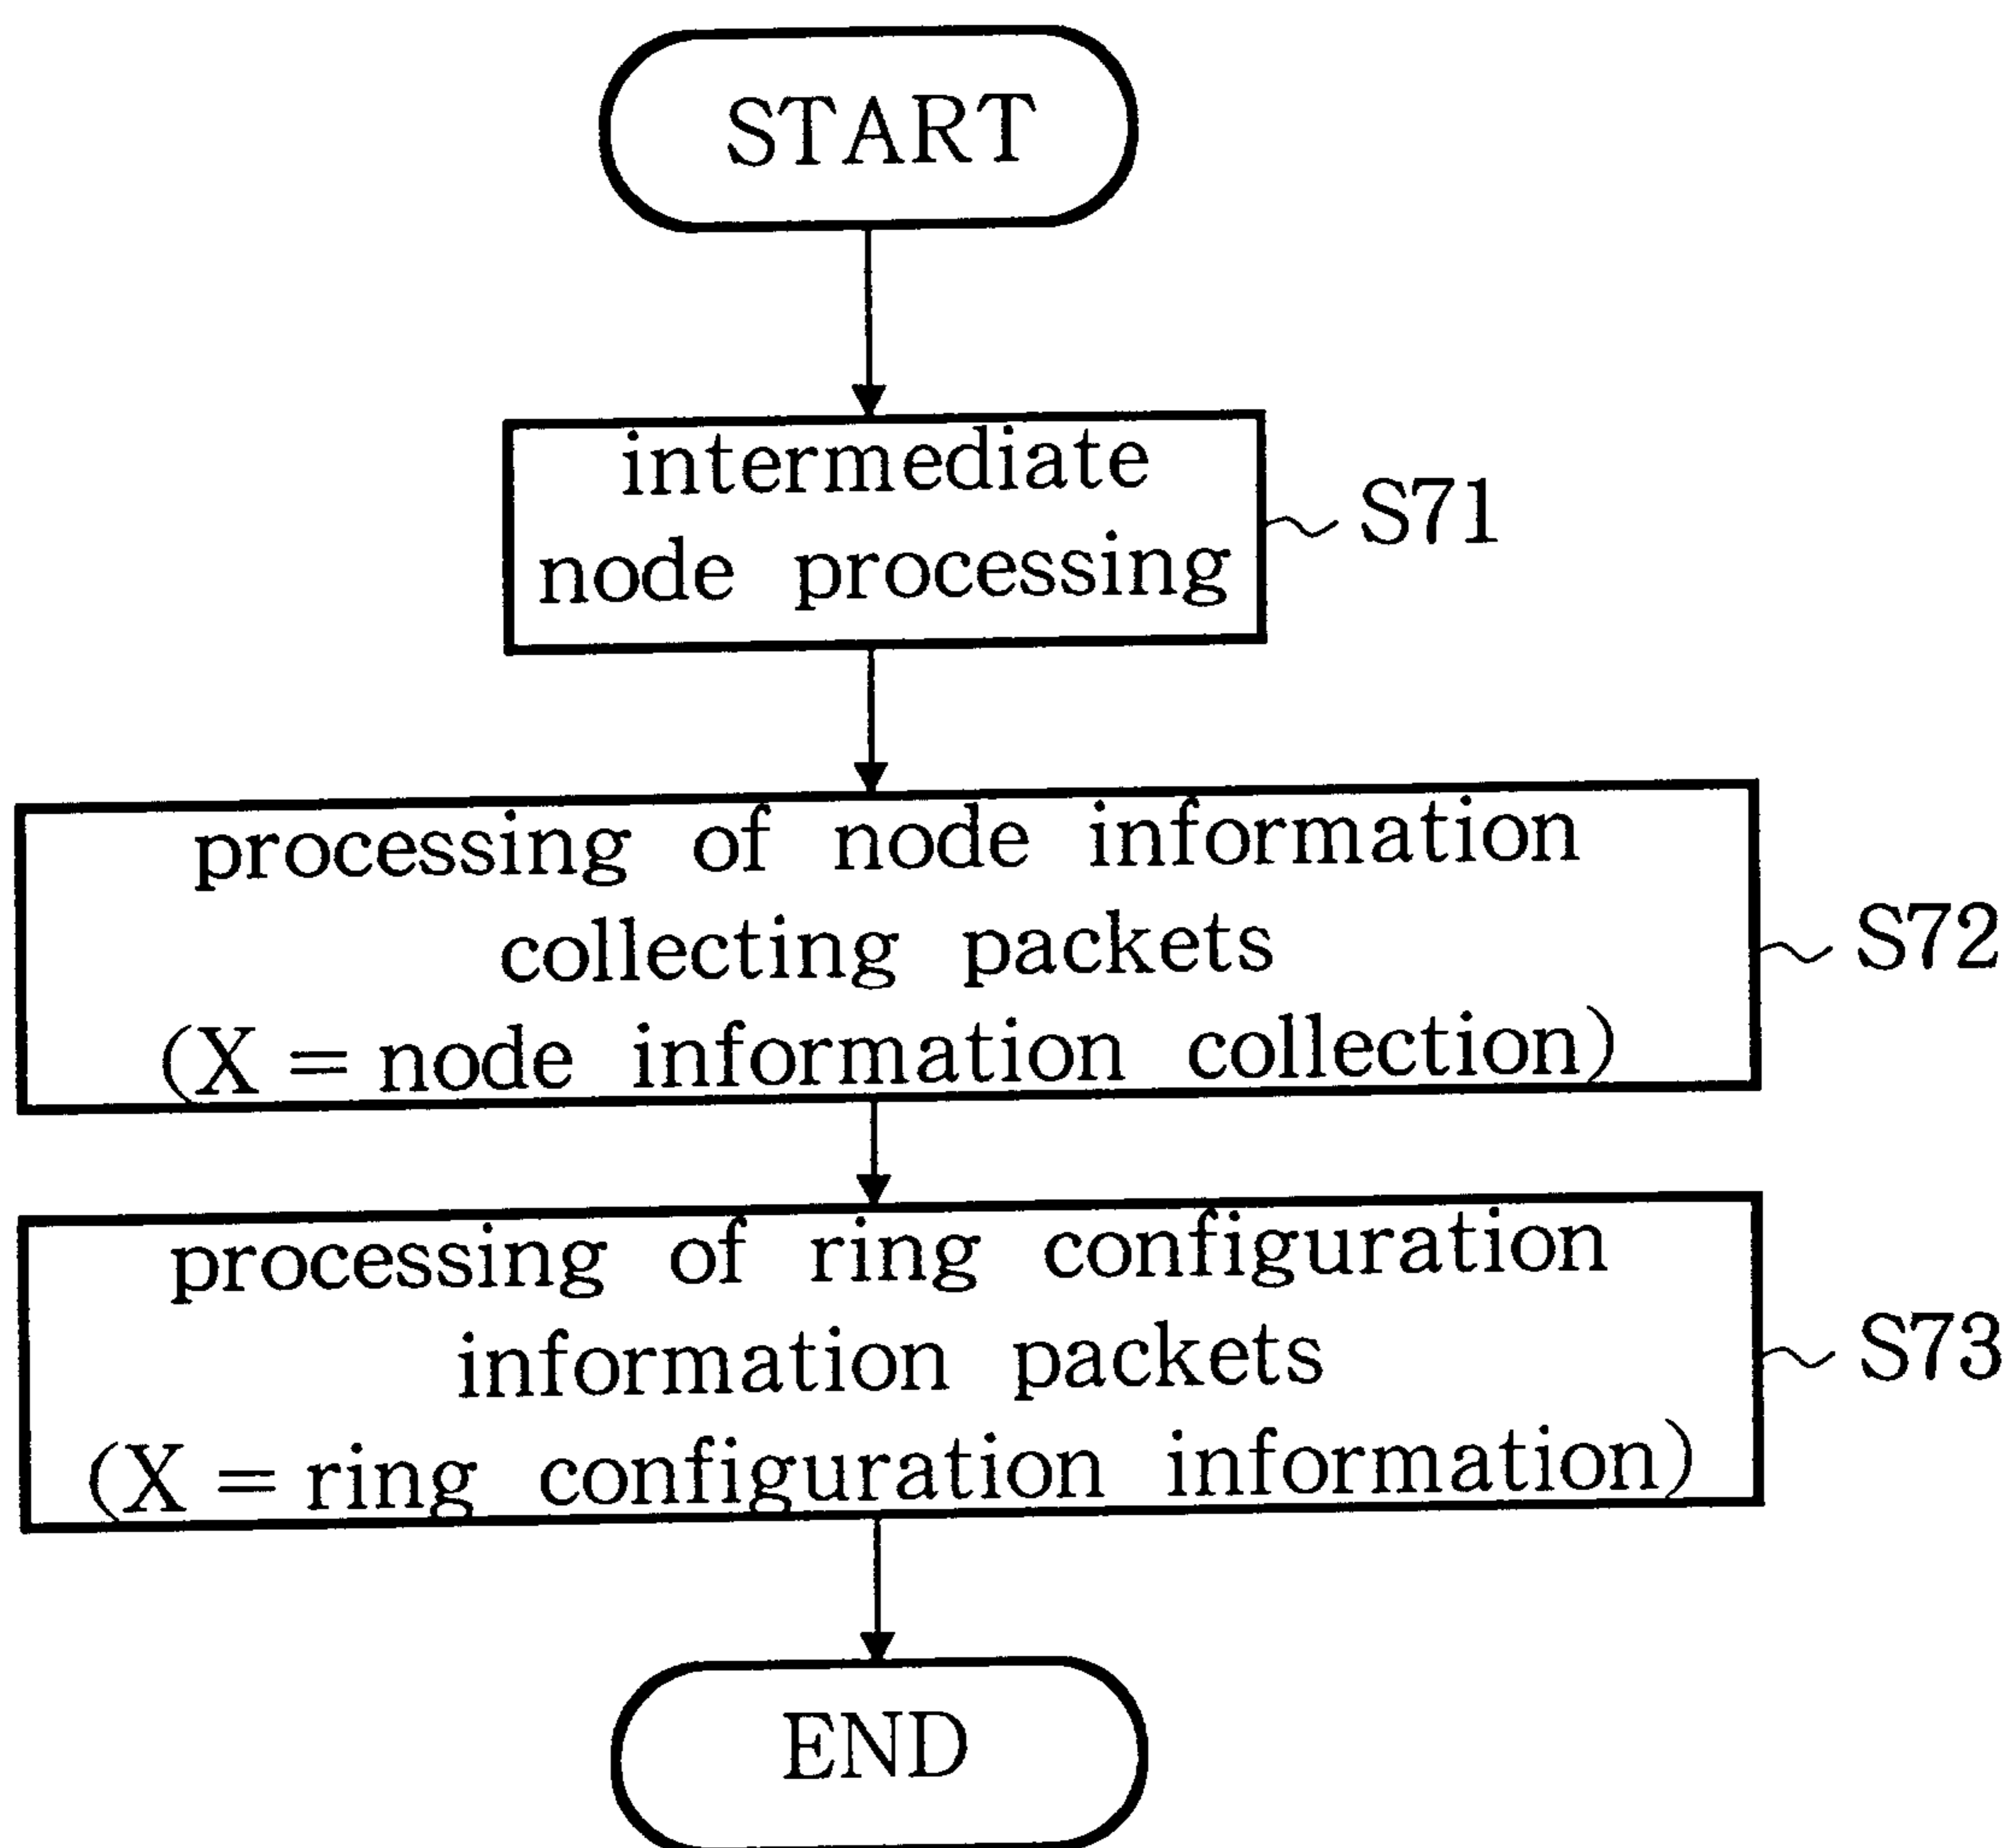 START
intermediate
node processing
S71
processing of node information
collecting packets
(X = node information collection)
S72
processing of ring configuration
information packets
(X = ring configuration information)
S73
END